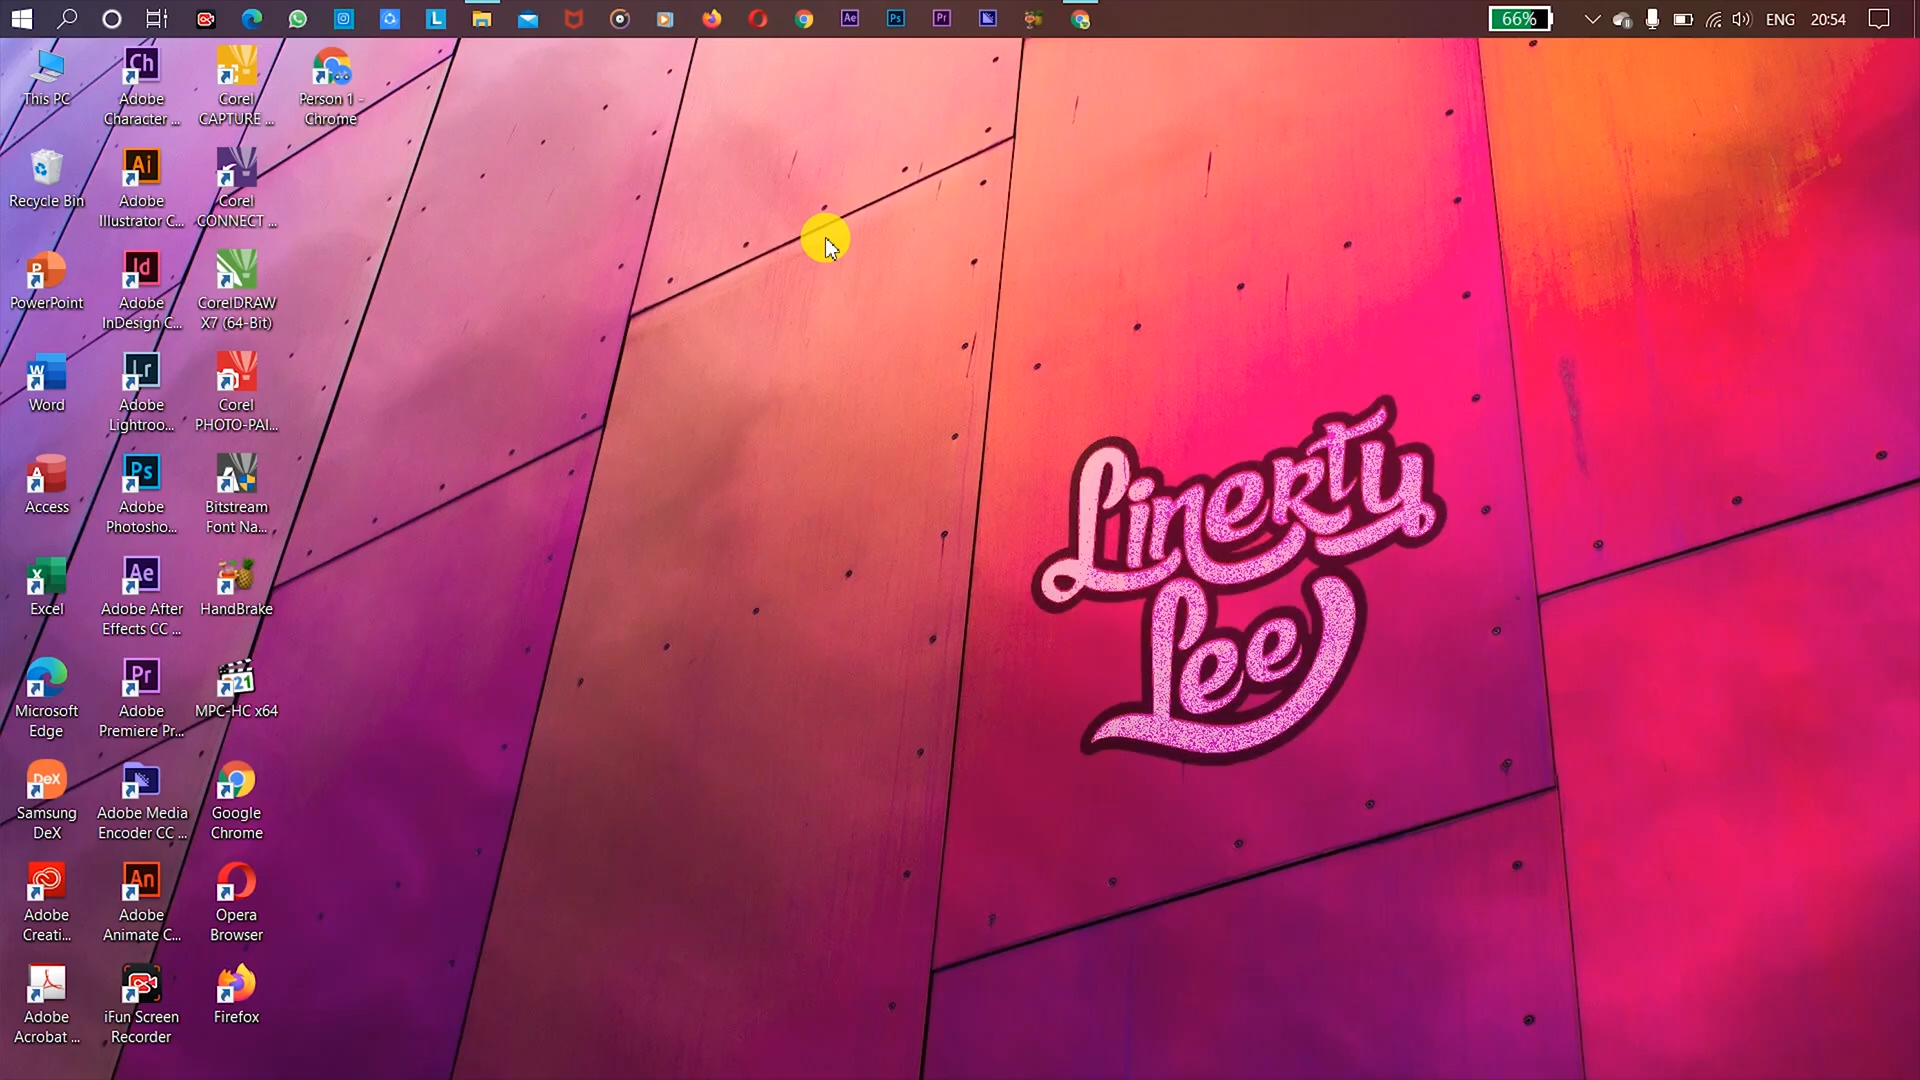 66%
ENG
20:54
This PC
Adobe
Character ...
Corel
CAPTURE ...
Person 1 -
Chrome
Recycle Bin
Adobe
Illustrator C...
Corel
CONNECT ...
PowerPoint
Adobe
InDesign C...
CorelDRAW
X7 (64-Bit)
Word
Adobe
Lightroo...
Corel
PHOTO-PAI...
Access
Adobe
Photosho...
Bitstream
Font Na...
Excel
Adobe After
Effects CC ...
HandBrake
Microsoft
Edge
Adobe
Premiere Pr...
MPC-HC x64
Samsung
DeX
Adobe Media
Encoder CC ...
Google
Chrome
Adobe
Creati...
Adobe
Animate C...
Opera
Browser
Adobe
Acrobat ...
iFun Screen
Recorder
Firefox
Linerty
Lee